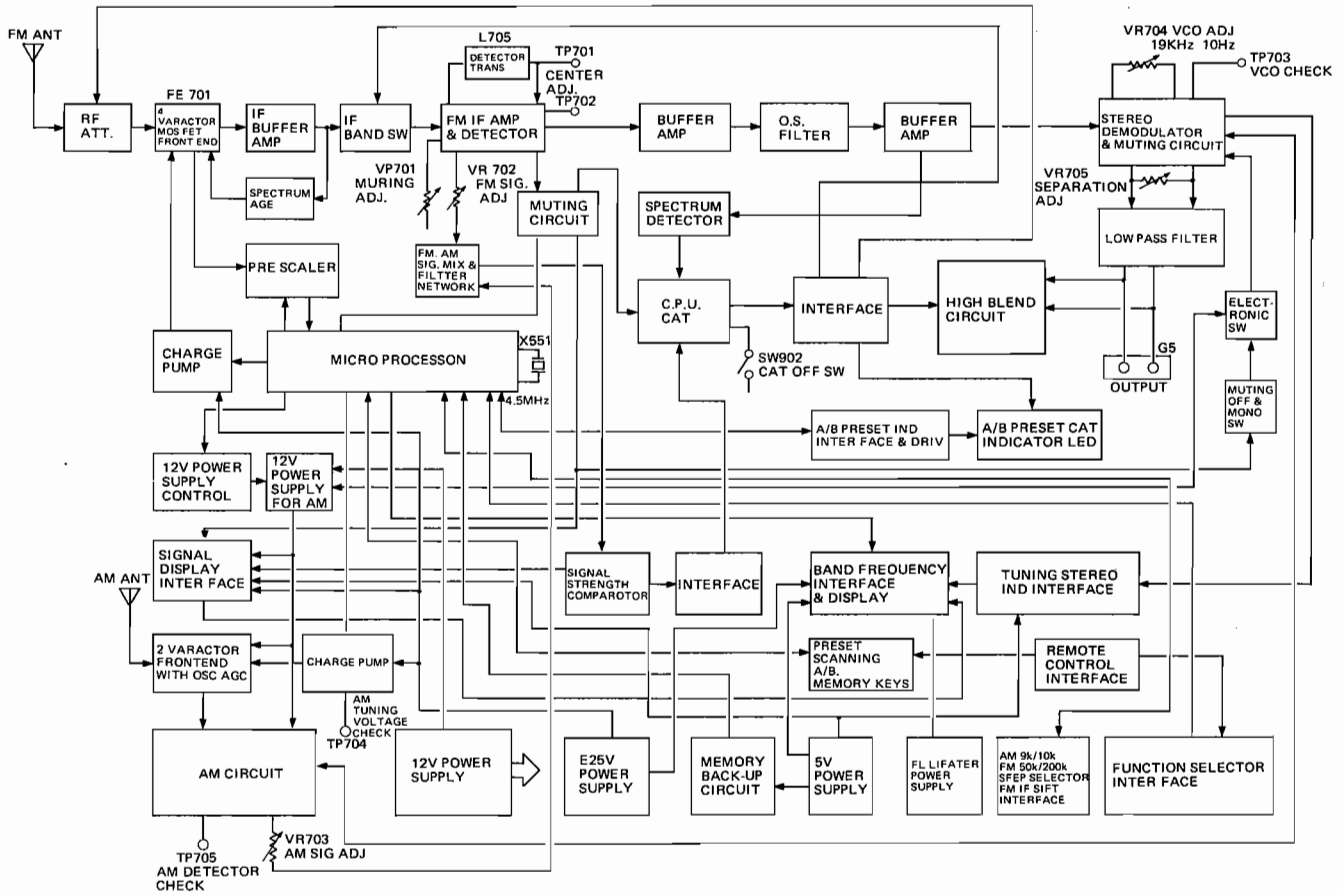 FM ANT
RF
ATT.
FE 701
4
VARACTOR
MOS FET
FRONT END
IF
BUFFER
AMP
IF
BAND SW
L705
DETECTOR
TRANS
TP701
CENTER
ADJ.
TP702
FM IF AMP
& DETECTOR
BUFFER
AMP
O.S.
FILTER
BUFFER
AMP
VR704 VCO ADJ
19KHz 10Hz
TP703
VCO CHECK
STEREO
DEMODULATOR
& MUTING CIRCUIT
SPECTRUM
AGE
VP701
MURING
ADJ.
VR 702
FM SIG.
ADJ
MUTING
CIRCUIT
SPECTRUM
DETECTOR
VR705
SEPARATION
ADJ
LOW PASS FILTER
PRE SCALER
FM. AM
SIG. MIX &
FILTTER
NETWORK
C.P.U.
CAT
INTERFACE
HIGH BLEND
CIRCUIT
ELECT-
RONIC
SW
CHARGE
PUMP
MICRO PROCESSON
X551
4.5MHz
SW902
CAT OFF SW
G5
OUTPUT
MUTING
OFF &
MONO
SW
A/B PRESET IND
INTER FACE & DRIV
A/B PRESET CAT
INDICATOR LED
12V POWER
SUPPLY
CONTROL
12V
POWER
SUPPLY
FOR AM
SIGNAL
DISPLAY
INTER FACE
AM ANT
SIGNAL
STRENGTH
COMPAROTOR
INTERFACE
BAND FREOUENCY
INTERFACE
& DISPLAY
TUNING STEREO
IND INTERFACE
2 VARACTOR
FRONTEND
WITH OSC AGC
CHARGE PUMP
PRESET
SCANNING
A/B.
MEMORY KEYS
REMOTE
CONTROL
INTERFACE
AM
TUNING
VOLTAGE
CHECK
TP704
AM CIRCUIT
12V POWER
SUPPLY
E25V
POWER
SUPPLY
MEMORY
BACK-UP
CIRCUIT
5V
POWER
SUPPLY
FL LIFATER
POWER
SUPPLY
AM 9k/10k
FM 50k/200k
SFEP SELECTOR
FM IF SIFT
INTERFACE
FUNCTION SELECTOR
INTER FACE
TP705
AM DETECTOR
CHECK
VR703
AM SIG ADJ